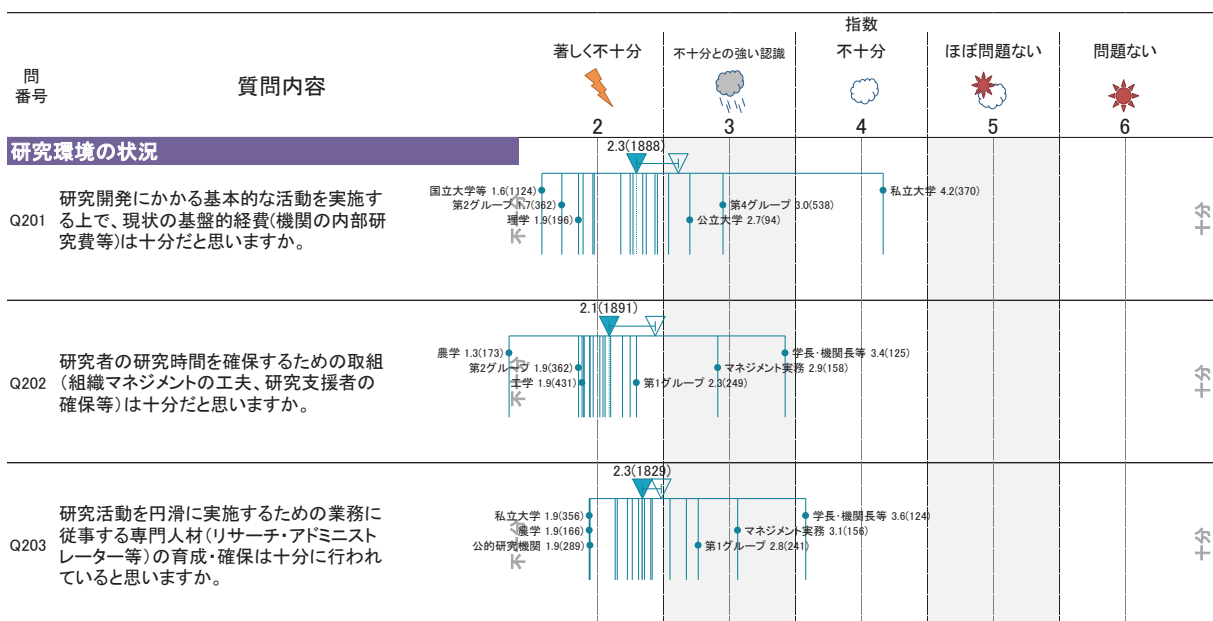 指数
著しく不十分
不十分との強い認識
不十分
ほぼ問題ない
問題ない
問
番号
質問内容
2
3
4
5
6
研究環境の状況
Q201
研究開発にかかる基本的な活動を実施す
る上で、現状の基盤的経費(機関の内部研
究費等)は十分だと思いますか。
2.3(1888)
国立大学等 1.6(1124)
第2グループ 1.7(362)
理学 1.9(196)
私立大学 4.2(370)
第4グループ 3.0(538)
公立大学 2.7(94)
不十分
十分
Q202
研究者の研究時間を確保するための取組
(組織マネジメントの工夫、研究支援者の
確保等)は十分だと思いますか。
2.1(1891)
農学 1.3(173)
第2グループ 1.9(362)
工学 1.9(431)
学長・機関長等 3.4(125)
マネジメント実務 2.9(158)
第1グループ 2.3(249)
不十分
十分
Q203
研究活動を円滑に実施するための業務に
従事する専門人材(リサーチ・アドミニスト
レーター等)の育成・確保は十分に行われ
ていると思いますか。
2.3(1829)
私立大学 1.9(356)
農学 1.9(166)
公的研究機関 1.9(289)
学長・機関長等 3.6(124)
マネジメント実務 3.1(156)
第1グループ 2.8(241)
不十分
十分